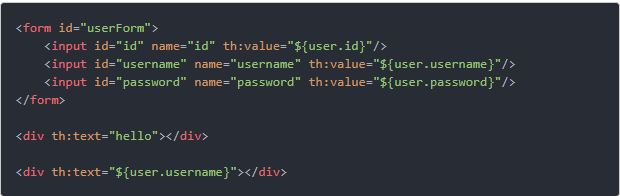 <form id="userForm">
    <input id="id" name="id" th:value="${user.id}"/>
    <input id="username" name="username" th:value="${user.username}"/>
    <input id="password" name="password" th:value="${user.password}"/>
</form>

<div th:text="hello"></div>

<div th:text="${user.username}"></div>